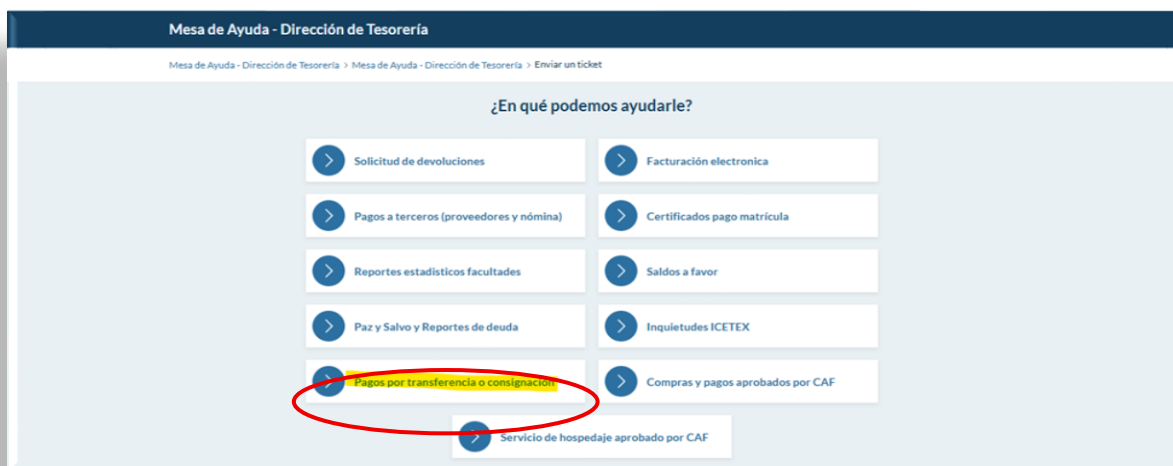 Mesa de Ayuda - Dirección de Tesorería
Mesa de Ayuda - Dirección de Tesorería > Mesa de Ayuda - Dirección de Tesorería > Enviar un ticket
¿En qué podemos ayudarle?
Solicitud de devoluciones
Facturación electronica
Pagos a terceros (proveedores y nómina)
Certificados pago matrícula
Reportes estadisticos facultades
Saldos a favor
Paz y Salvo y Reportes de deuda
Inquietudes ICETEX
Pagos por transferencia o consignación
Compras y pagos aprobados por CAF
Servicio de hospedaje aprobado por CAF